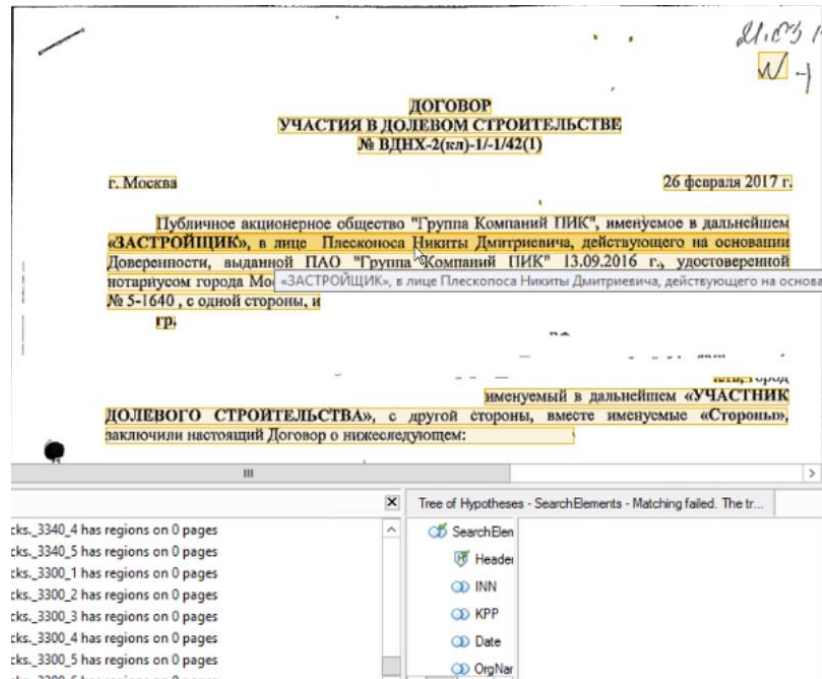 21.03
ДОГОВОР
УЧАСТИЯ В ДОЛЕВОМ СТРОИТЕЛЬСТВЕ
№ ВДНХ-2(кл)-1/-1/42(1)
г. Москва 26 февраля 2017 г.
Публичное акционерное общество "Группа Компаний ПИК", именуемое в дальнейшем
«ЗАСТРОЙЩИК», в лице Плесконоса Никиты Дмитриевича, действующего на основании
Доверенности, выданной ПАО "Группа Компаний ПИК" 13.09.2016 г., удостоверенной
нотариусом города
«ЗАСТРОЙЩИК», в лице Плескопоса Никиты Дмитриевича, действующего на основа
№ 5-1640 , с одной стороны, и
гр.
именуемый в дальнейшем «УЧАСТНИК
ДОЛЕВОГО СТРОИТЕЛЬСТВА», с другой стороны, вместе именуемые «Стороны»,
заключили настоящий Договор о нижеследующем:
Tree of Hypotheses - SearchElements - Matching failed. The tr...
cks._3340_4 has regions on 0 pages
cks._3340_5 has regions on 0 pages
cks._3300_1 has regions on 0 pages
cks._3300_2 has regions on 0 pages
cks._3300_3 has regions on 0 pages
cks._3300_4 has regions on 0 pages
cks._3300_5 has regions on 0 pages
SearchElem
Header
INN
KPP
Date
OrgNar